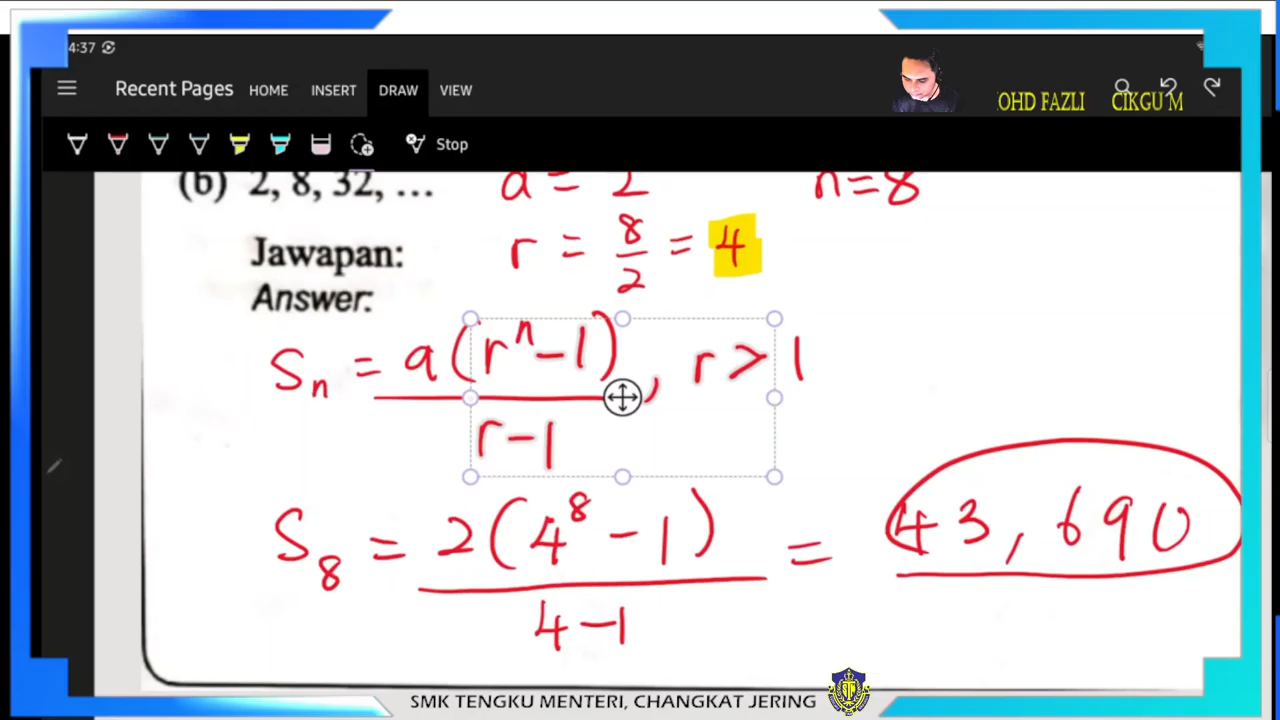 4:37
Recent Pages HOME INSERT DRAW VIEW
OHD FAZLI CIKGU M
Stop
(b) 2, 8, 32, ... a = 2 n=8
Jawapan: r = 8/2 = 4
Answer:
Sn = a(r^n-1)/r-1, r > 1
S8 = 2(4^8-1)/4-1 = 43,690
SMK TENGKU MENTERI, CHANGKAT JERING